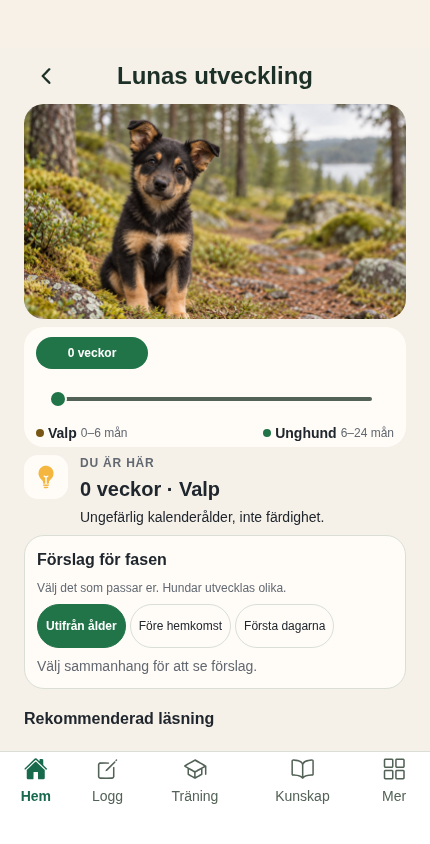 Lunas utveckling
0 veckor
Valp 0–6 mån
Unghund 6–24 mån
DU ÄR HÄR
0 veckor · Valp
Ungefärlig kalenderålder, inte färdighet.
Förslag för fasen
Välj det som passar er. Hundar utvecklas olika.
Utifrån ålder
Före hemkomst
Första dagarna
Välj sammanhang för att se förslag.
Rekommenderad läsning
Hem
Logg
Träning
Kunskap
Mer